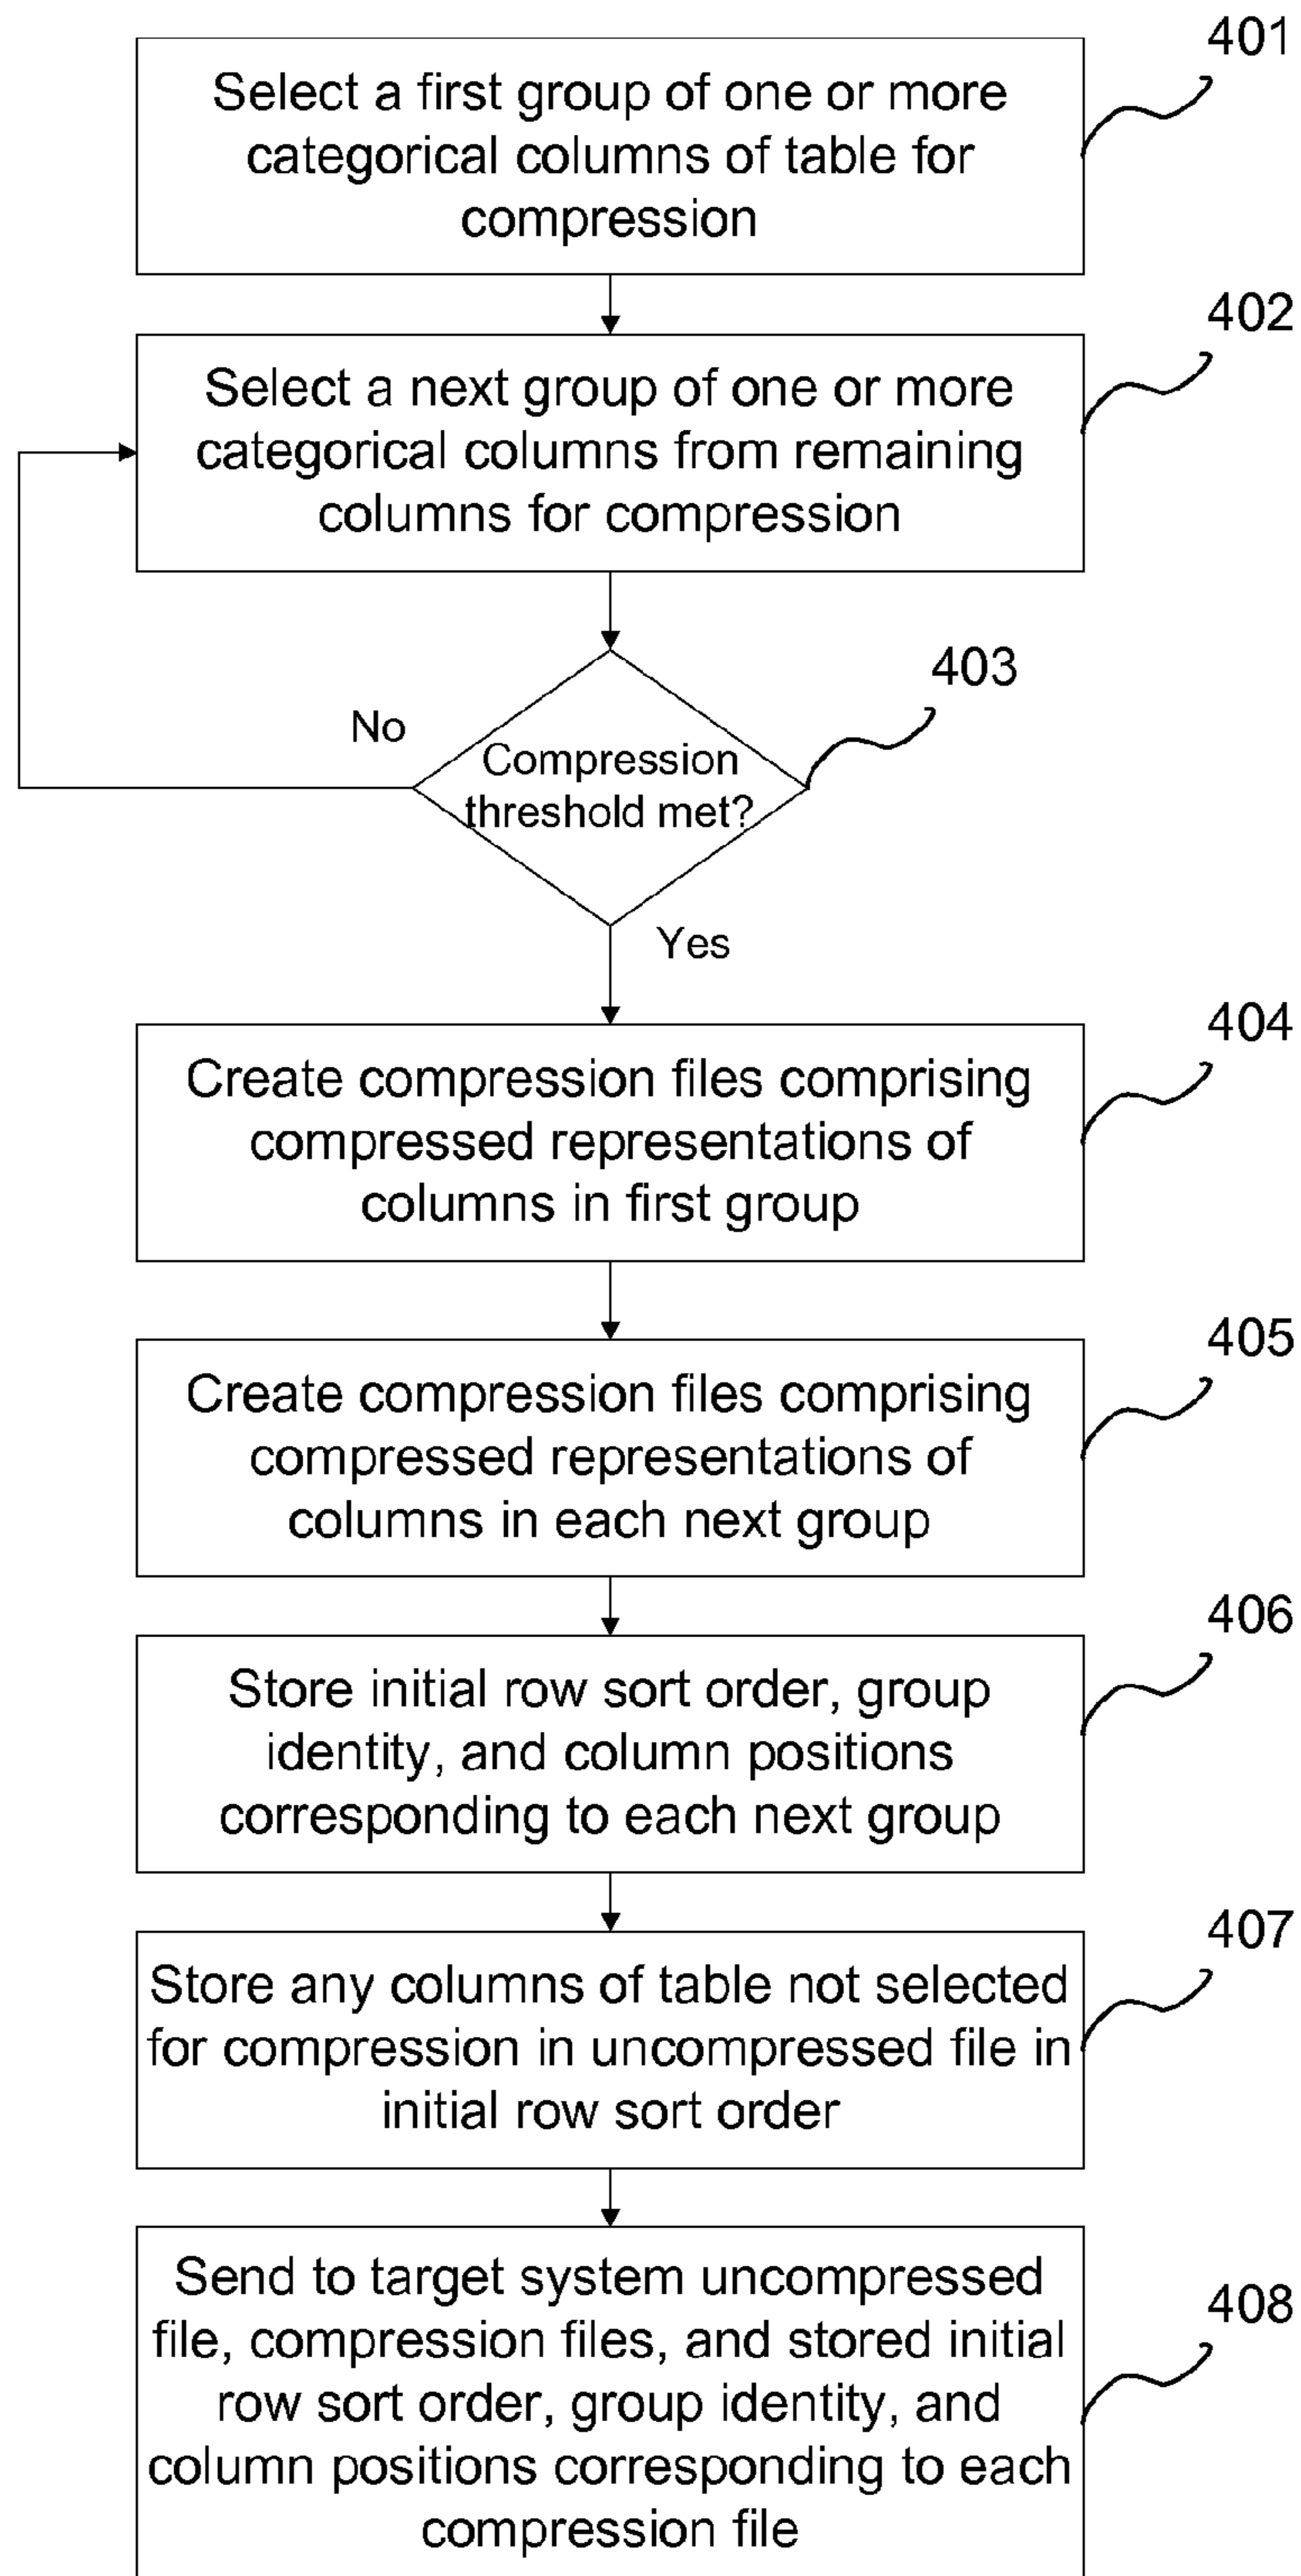 401
Select a first group of one or more
categorical columns of table for
compression
402
Select a next group of one or more
categorical columns from remaining
columns for compression
403
No
Compression
threshold met?
Yes
404
Create compression files comprising
compressed representations of
columns in first group
405
Create compression files comprising
compressed representations of
columns in each next group
406
Store initial row sort order, group
identity, and column positions
corresponding to each next group
407
Store any columns of table not selected
for compression in uncompressed file in
initial row sort order
408
Send to target system uncompressed
file, compression files, and stored initial
row sort order, group identity, and
column positions corresponding to each
compression file